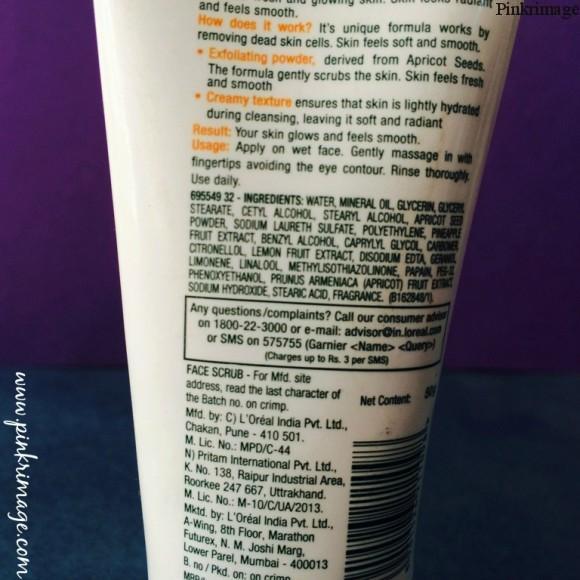 Pinkrimage
and feels smooth.
How does it work? It's unique formula works by
removing dead skin cells. Skin feels soft and smooth.
• Exfoliating powder, derived from Apricot Seeds.
The formula gently scrubs the skin. Skin feels fresh
and smooth
• Creamy texture ensures that skin is lightly hydrated
during cleansing, leaving it soft and radiant
Result: Your skin glows and feels smooth.
Usage: Apply on wet face. Gently massage in with
fingertips avoiding the eye contour. Rinse thoroughly.
Use daily.
695549 32 - INGREDIENTS: WATER, MINERAL OIL, GLYCERIN, GLYCERYL
STEARATE, CETYL ALCOHOL, STEARYL ALCOHOL, APRICOT SEED
POWDER, SODIUM LAURETH SULFATE, POLYETHYLENE, PINEAPPLE
FRUIT EXTRACT, BENZYL ALCOHOL, CAPRYLYL GLYCOL, CARBOMER,
CITRONELLOL, LEMON FRUIT EXTRACT, DISODIUM EDTA, GERANIOL,
LIMONENE, LINALOOL, METHYLISOTHIAZOLINONE, PAPAIN, PEG-32,
PHENOXYETHANOL, PRUNUS ARMENIACA (APRICOT) FRUIT EXTRACT,
SODIUM HYDROXIDE, STEARIC ACID, FRAGRANCE. (B162848/1).
Any questions/complaints? Call our consumer advisor
on 1800-22-3000 or e-mail: advisor@in.loreal.com
or SMS on 575755 (Garnier <Name> <Query>)
(Charges up to Rs. 3 per SMS)
FACE SCRUB - For Mfd. site
address, read the last character of
the Batch no. on crimp.
Mfd. by: C) L'Oréal India Pvt. Ltd.,
Chakan, Pune - 410 501.
M. Lic. No.: MPD/C-44
N) Pritam International Pvt. Ltd.,
K. No. 138, Raipur Industrial Area,
Roorkee 247 667, Uttrakhand.
M. Lic. No.: M-10/C/UA/2013.
Mktd. by: L'Oréal India Pvt. Ltd.,
A-Wing, 8th Floor, Marathon
Futurex, N. M. Joshi Marg,
Lower Parel, Mumbai - 400013
B. no / Pkd. on: on crimp
Net Content:
www.pinkrimage.com